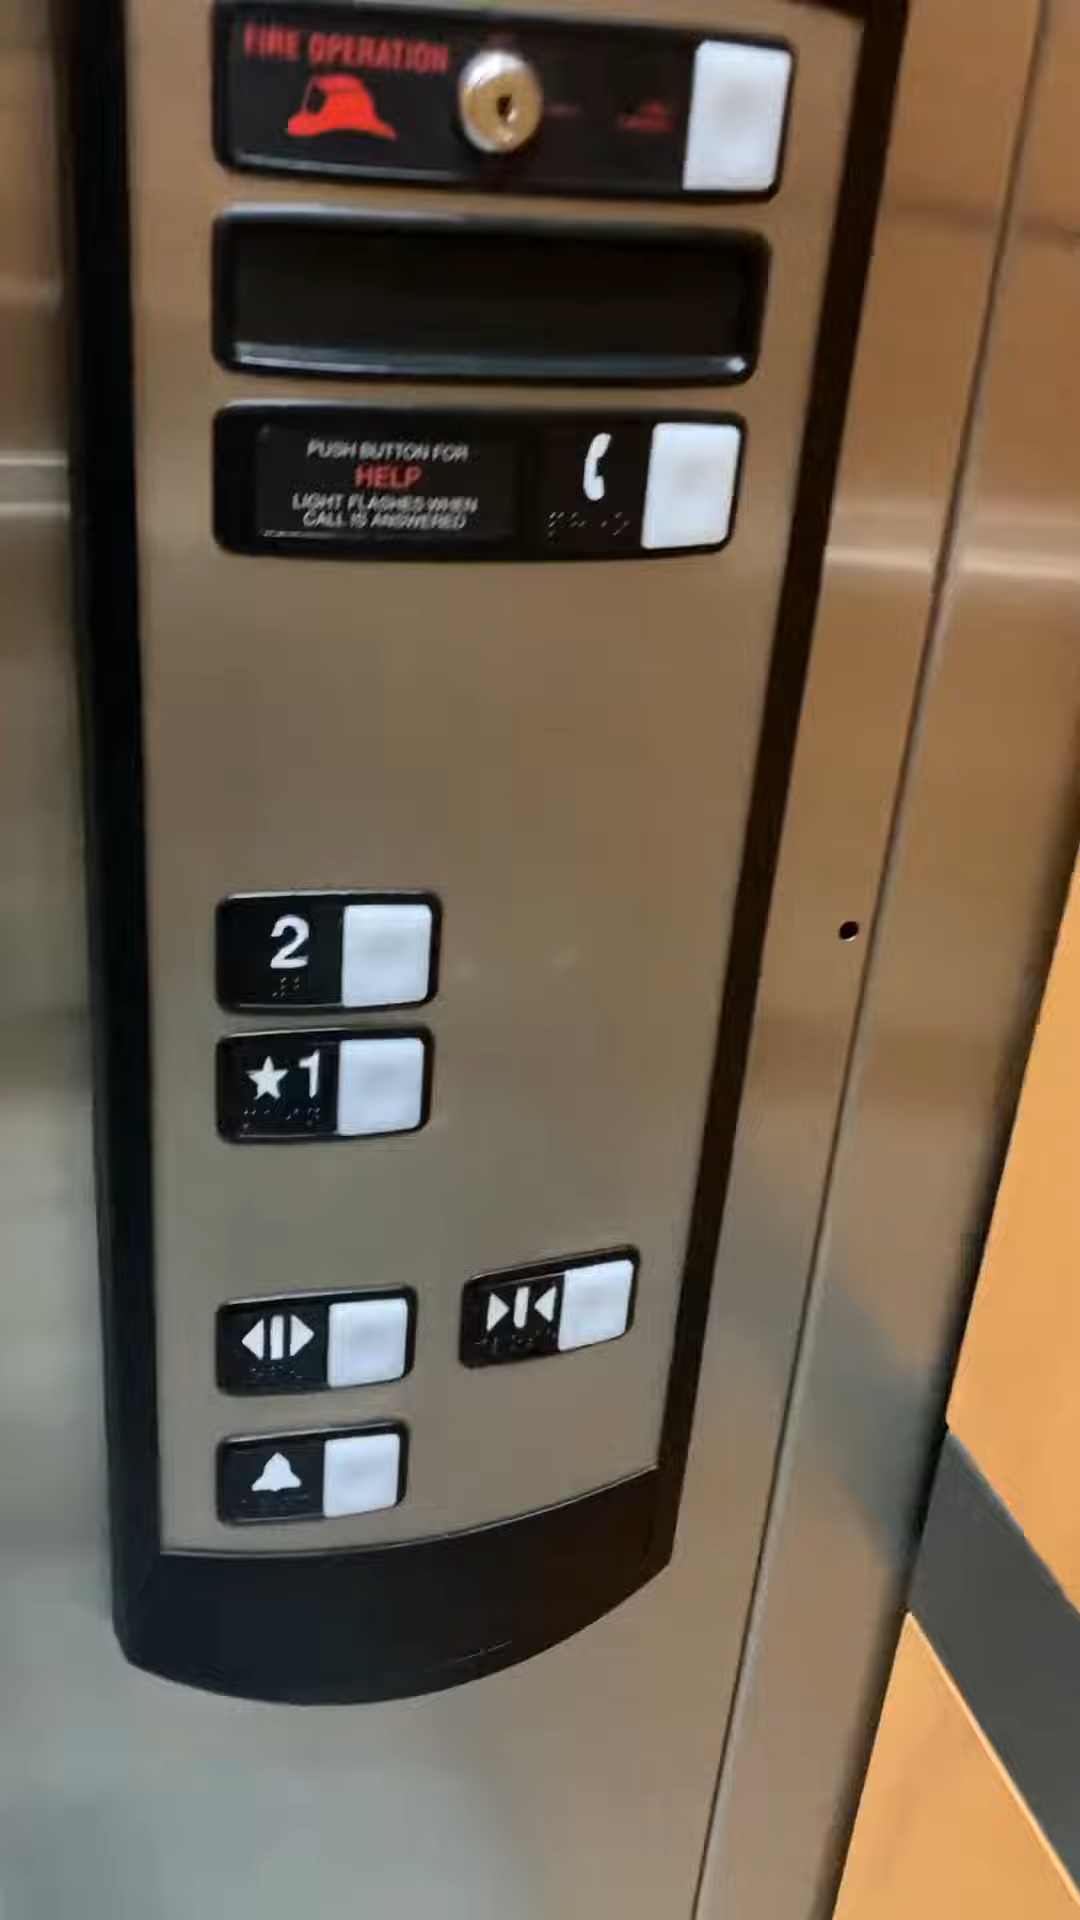 FIRE OPERATION
PUSH BUTTON FOR
HELP
LIGHT FLASHES WHEN
CALL IS ANSWERED
2
★1